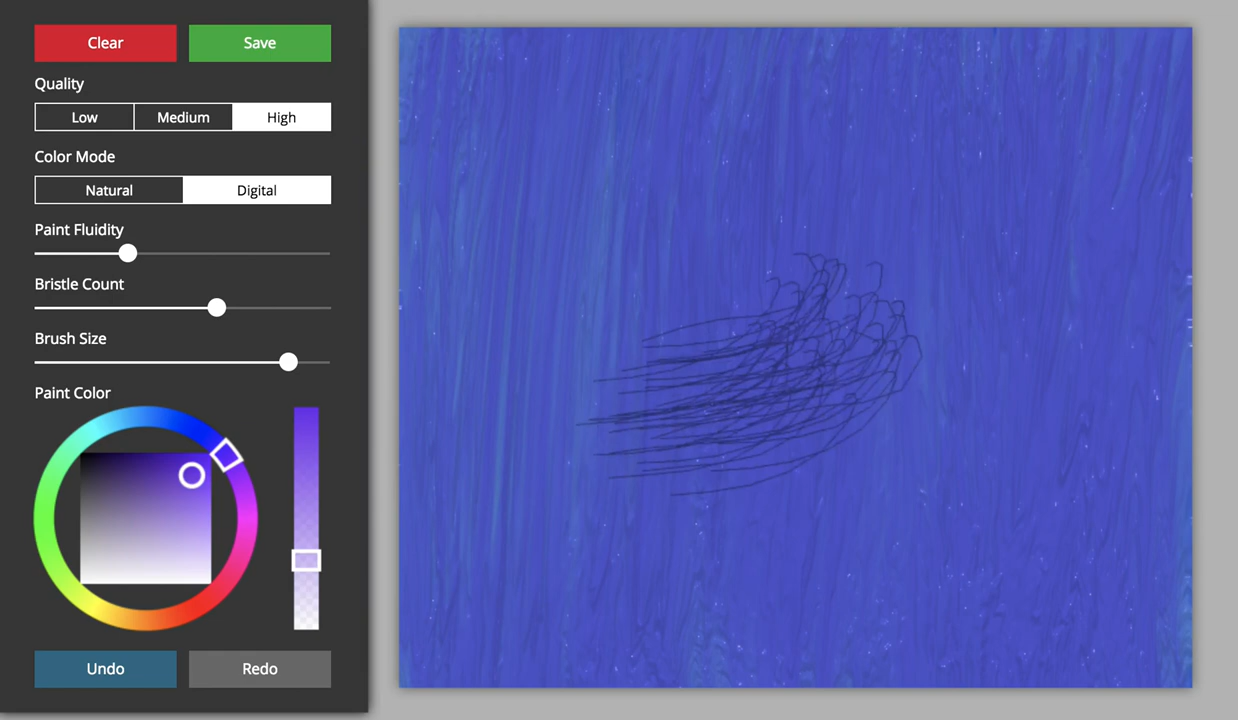 Clear Save
Quality
Low Medium High
Color Mode
Natural Digital
Paint Fluidity
Bristle Count
Brush Size
Paint Color
Undo Redo